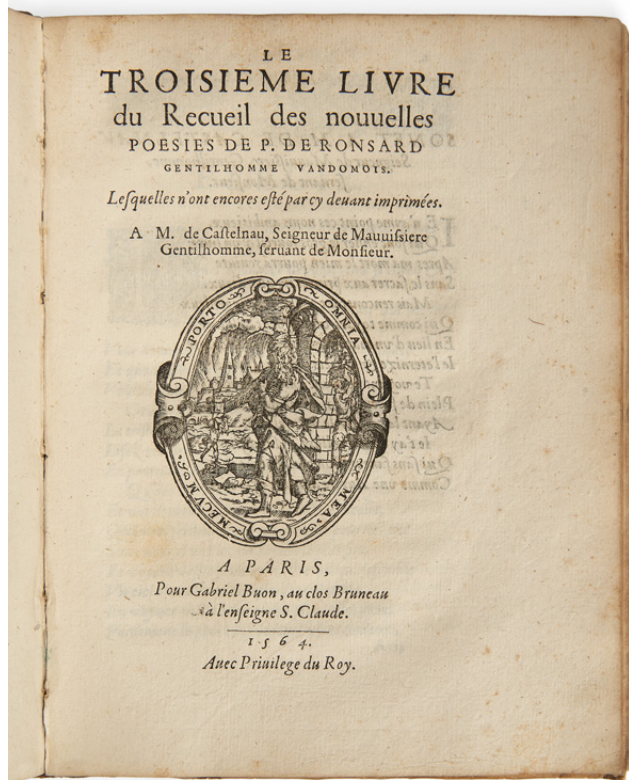 LE
TROISIEME LIVRE
du Recueil des nouuelles
POESIES DE P. DE RONSARD
GENTILHOMME VANDOMOIS.
Leſquelles n'ont encores eſté par cy deuant imprimées.
A M. de Caſtelnau, Seigneur de Mauuiſsiere
Gentilhomme, ſeruant de Monſieur.
PORTO OMNIA
MECVM MEA.
A PARIS,
Pour Gabriel Buon, au clos Bruneau
à l'enſeigne S. Claude.
1564.
Auec Priuilege du Roy.